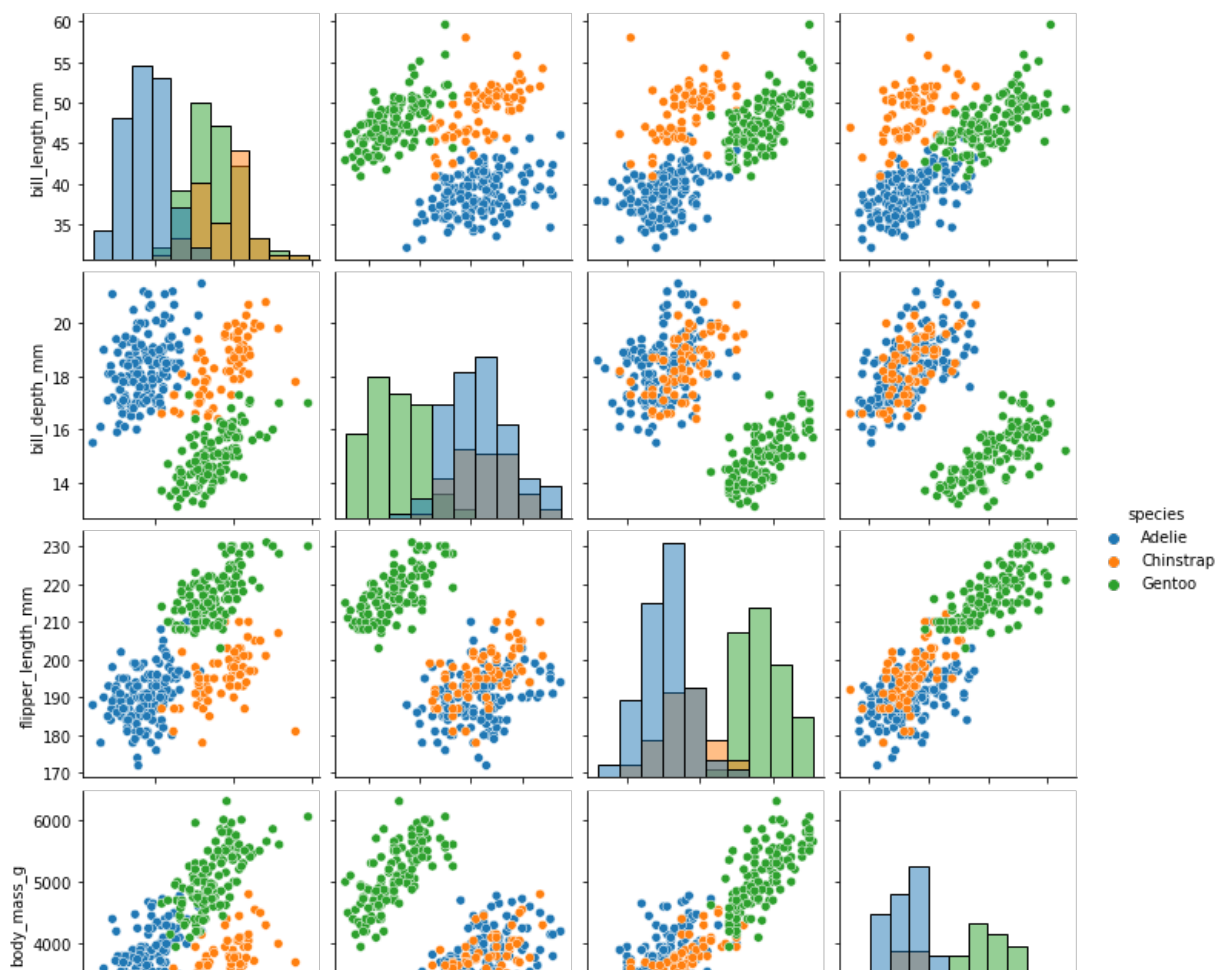 60
55
50
45
40
35
bill_length_mm
20
18
16
14
bill_depth_mm
230
220
210
200
190
180
170
flipper_length_mm
6000
5000
4000
body_mass_g
species
Adelie
Chinstrap
Gentoo